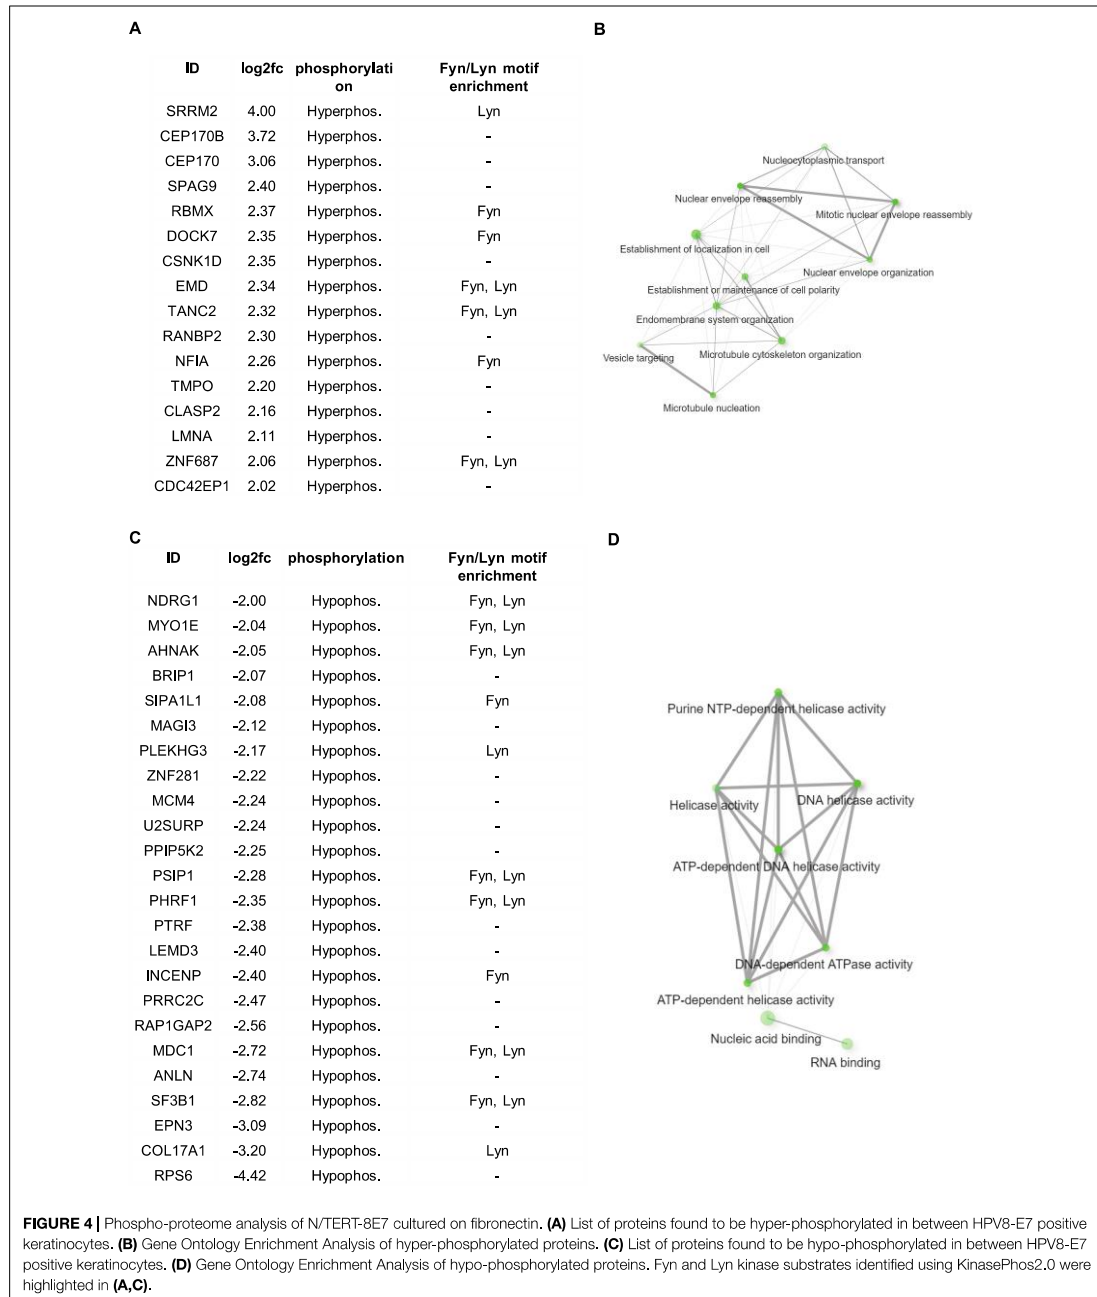 A
ID log2fc phosphorylati on Fyn/Lyn motif enrichment
SRRM2 4.00 Hyperphos. Lyn
CEP170B 3.72 Hyperphos. -
CEP170 3.06 Hyperphos. -
SPAG9 2.40 Hyperphos. -
RBMX 2.37 Hyperphos. Fyn
DOCK7 2.35 Hyperphos. Fyn
CSNK1D 2.35 Hyperphos. -
EMD 2.34 Hyperphos. Fyn, Lyn
TANC2 2.32 Hyperphos. Fyn, Lyn
RANBP2 2.30 Hyperphos. -
NFIA 2.26 Hyperphos. Fyn
TMPO 2.20 Hyperphos. -
CLASP2 2.16 Hyperphos. -
LMNA 2.11 Hyperphos. -
ZNF687 2.06 Hyperphos. Fyn, Lyn
CDC42EP1 2.02 Hyperphos. -
B
Nucleocytoplasmic transport
Nuclear envelope reassembly
Mitotic nuclear envelope reassembly
Establishment of localization in cell
Nuclear envelope organization
Establishment or maintenance of cell polarity
Endomembrane system organization
Vesicle targeting
Microtubule cytoskeleton organization
Microtubule nucleation
C
ID log2fc phosphorylation Fyn/Lyn motif enrichment
NDRG1 -2.00 Hypophos. Fyn, Lyn
MYO1E -2.04 Hypophos. Fyn, Lyn
AHNAK -2.05 Hypophos. Fyn, Lyn
BRIP1 -2.07 Hypophos. -
SIPA1L1 -2.08 Hypophos. Fyn
MAGI3 -2.12 Hypophos. -
PLEKHG3 -2.17 Hypophos. Lyn
ZNF281 -2.22 Hypophos. -
MCM4 -2.24 Hypophos. -
U2SURP -2.24 Hypophos. -
PPIP5K2 -2.25 Hypophos. -
PSIP1 -2.28 Hypophos. Fyn, Lyn
PHRF1 -2.35 Hypophos. Fyn, Lyn
PTRF -2.38 Hypophos. -
LEMD3 -2.40 Hypophos. -
INCENP -2.40 Hypophos. Fyn
PRRC2C -2.47 Hypophos. -
RAP1GAP2 -2.56 Hypophos. -
MDC1 -2.72 Hypophos. Fyn, Lyn
ANLN -2.74 Hypophos. -
SF3B1 -2.82 Hypophos. Fyn, Lyn
EPN3 -3.09 Hypophos. -
COL17A1 -3.20 Hypophos. Lyn
RPS6 -4.42 Hypophos. -
D
Purine NTP-dependent helicase activity
Helicase activity
DNA helicase activity
ATP-dependent DNA helicase activity
DNA-dependent ATPase activity
ATP-dependent helicase activity
Nucleic acid binding
RNA binding
FIGURE 4 | Phospho-proteome analysis of N/TERT-8E7 cultured on fibronectin. (A) List of proteins found to be hyper-phosphorylated in between HPV8-E7 positive
keratinocytes. (B) Gene Ontology Enrichment Analysis of hyper-phosphorylated proteins. (C) List of proteins found to be hypo-phosphorylated in between HPV8-E7
positive keratinocytes. (D) Gene Ontology Enrichment Analysis of hypo-phosphorylated proteins. Fyn and Lyn kinase substrates identified using KinasePhos2.0 were
highlighted in (A,C).